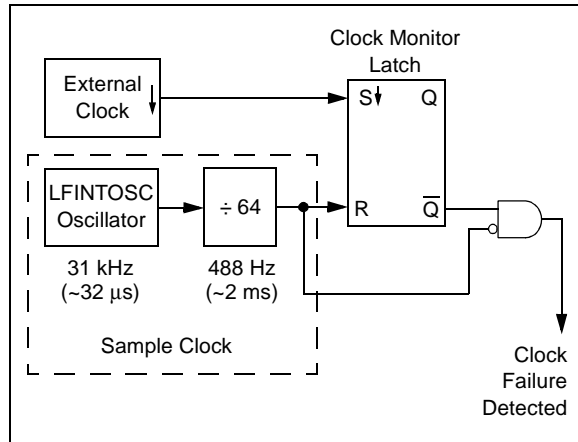 Clock Monitor
Latch
External
Clock
S
Q
LFINTOSC
Oscillator
÷ 64
R
Q̅
31 kHz
(~32 μs)
488 Hz
(~2 ms)
Sample Clock
Clock
Failure
Detected